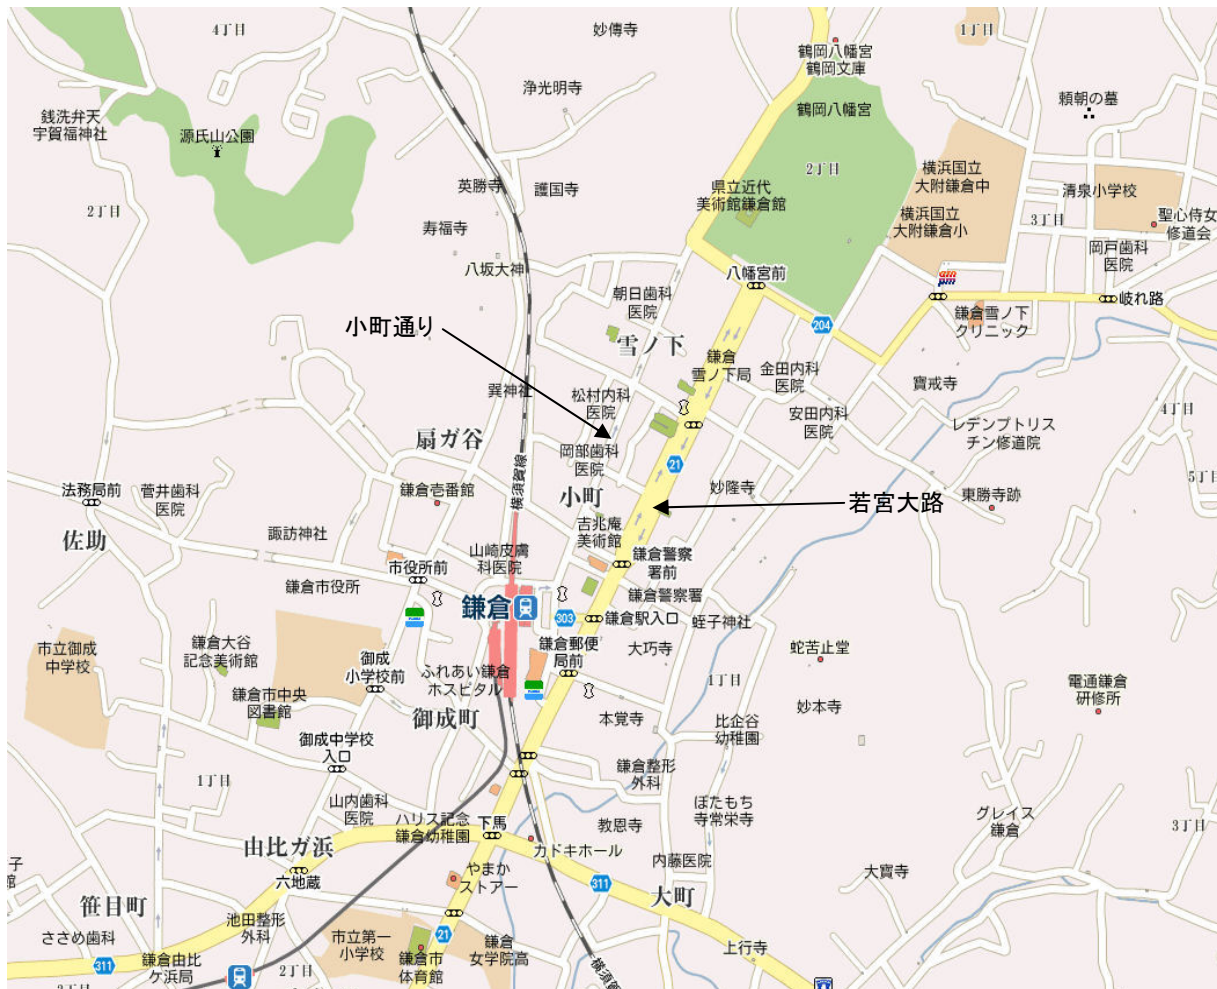 4丁目
妙傳寺
鶴岡八幡宮
鶴岡文庫
1丁目
浄光明寺
銭洗弁天
宇賀福神社
源氏山公園
鶴岡八幡宮
頼朝の墓
2丁目
横浜国立
大附鎌倉中
英勝寺
護国寺
県立近代
美術館鎌倉館
清泉小学校
2丁目
寿福寺
横浜国立
大附鎌倉小
3丁目
聖心侍女
修道会
岡戸歯科
医院
八坂大神
八幡宮前
朝日歯科
医院
am
pm
岐れ路
小町通り
204
鎌倉雪ノ下
クリニック
雪ノ下
鎌倉
雪ノ下局
金田内科
医院
寶戒寺
巽神社
松村内科
医院
安田内科
医院
4丁目
レデンプトリス
チン修道院
扇ガ谷
岡部歯科
医院
横須賀線
21
5丁目
法務局前
菅井歯科
医院
鎌倉壱番館
小町
妙隆寺
若宮大路
東勝寺跡
佐助
諏訪神社
吉兆庵
美術館
山崎皮膚
科医院
市役所前
鎌倉警察
署前
鎌倉市役所
鎌倉警察署
鎌倉
303
鎌倉駅入口
蛭子神社
市立御成
中学校
鎌倉大谷
記念美術館
御成
小学校前
鎌倉郵便
局前
大巧寺
蛇苦止堂
ふれあい鎌倉
ホスピタル
1丁目
電通鎌倉
研修所
鎌倉市中央
図書館
御成町
本覚寺
比企谷
幼稚園
妙本寺
御成中学校
入口
1丁目
鎌倉整形
外科
山内歯科
医院
ハリス記念
鎌倉幼稚園
下馬
教恩寺
ぼたもち
寺常栄寺
グレイス
鎌倉
3丁目
由比ガ浜
カドキホール
内藤医院
子
館
六地蔵
やまか
ストアー
311
大町
大寶寺
笹目町
池田整形
外科
ささめ歯科
市立第一
小学校
21
鎌倉
女学院高
上行寺
鎌倉由比
ケ浜局
311
2丁目
鎌倉市
体育館